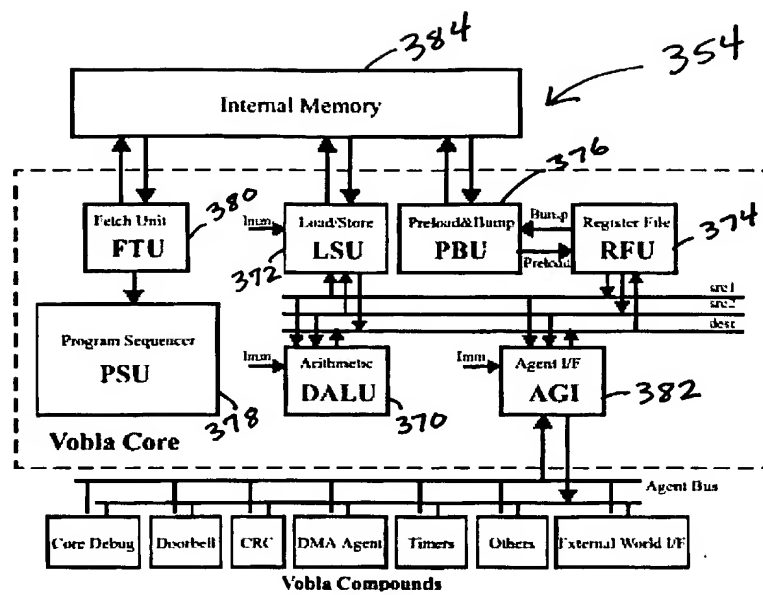 384
354
Internal Memory
376
Fetch Unit
FTU
380
Imm
Load/Store
LSU
372
Preload&Bump
PBU
Bump
Preload
Register File
RFU
374
src1
src2
dest
Program Sequencer
PSU
378
Imm
Arithmetic
DALU
370
Imm
Agent I/F
AGI
382
Vobla Core
Agent Bus
Core Debug
Doorbell
CRC
DMA Agent
Timers
Others
External World I/F
Vobla Compounds